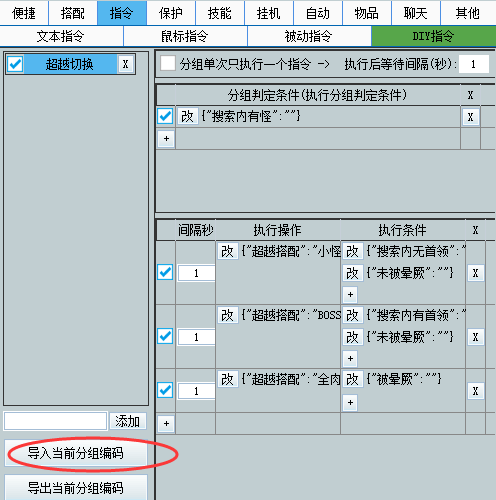 便捷 搭配 指令 保护 技能 挂机 自动 物品 聊天 其他
文本指令 鼠标指令 被动指令 DIY指令
超越切换 X
分组单次只执行一个指令 -> 执行后等待间隔(秒): 1
分组判定条件(执行分组判定条件) X
改 {"搜索内有怪":""} X
+
间隔秒 执行操作 执行条件 X
改 {"超越搭配":"小怪 改 {"搜索内无首领":"
1 改 {"未被晕厥":""} X
+
改 {"超越搭配":"BOSS 改 {"搜索内有首领":"
1 改 {"未被晕厥":""} X
+
改 {"超越搭配":"全肉 改 {"被晕厥":""}
1 + X
+
添加
导入当前分组编码
导出当前分组编码